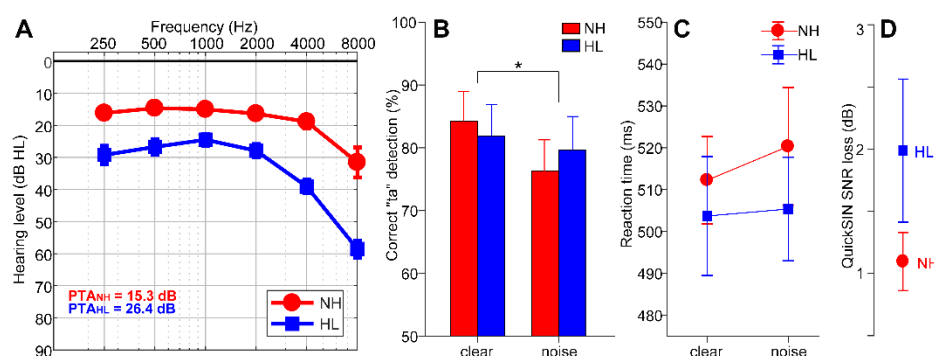 A
Frequency (Hz)
250 500 1000 2000 4000 8000
Hearing level (dB HL)
0
10
20
30
40
50
60
70
80
90
PTANH = 15.3 dB
PTAHL = 26.4 dB
NH
HL
B
NH
HL
*
Correct "ta" detection (%)
100
90
80
70
60
50
clear noise
C
NH
HL
Reaction time (ms)
550
540
530
520
510
500
490
480
clear noise
D
QuickSIN SNR loss (dB)
3
2
1
HL
NH